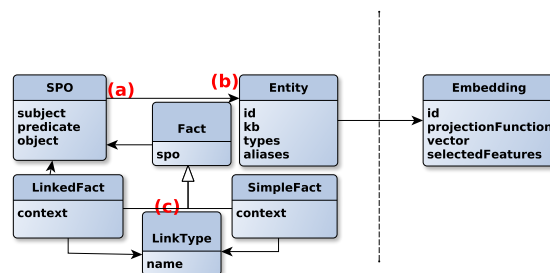 SPO
subject
predicate
object
(a)
(b)
Entity
id
kb
types
aliases
Embedding
id
projectionFunction
vector
selectedFeatures
Fact
spo
LinkedFact
context
(c)
SimpleFact
context
LinkType
name